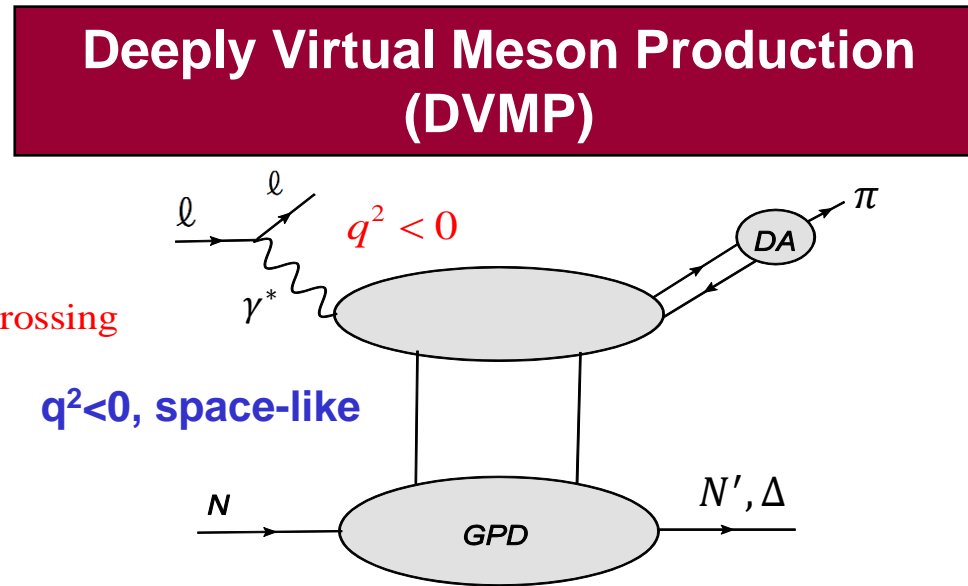 Deeply Virtual Meson Production
(DVMP)
ℓ
ℓ
q² < 0
π
DA
γ*
rossing
q²<0, space-like
N
N′, Δ
GPD